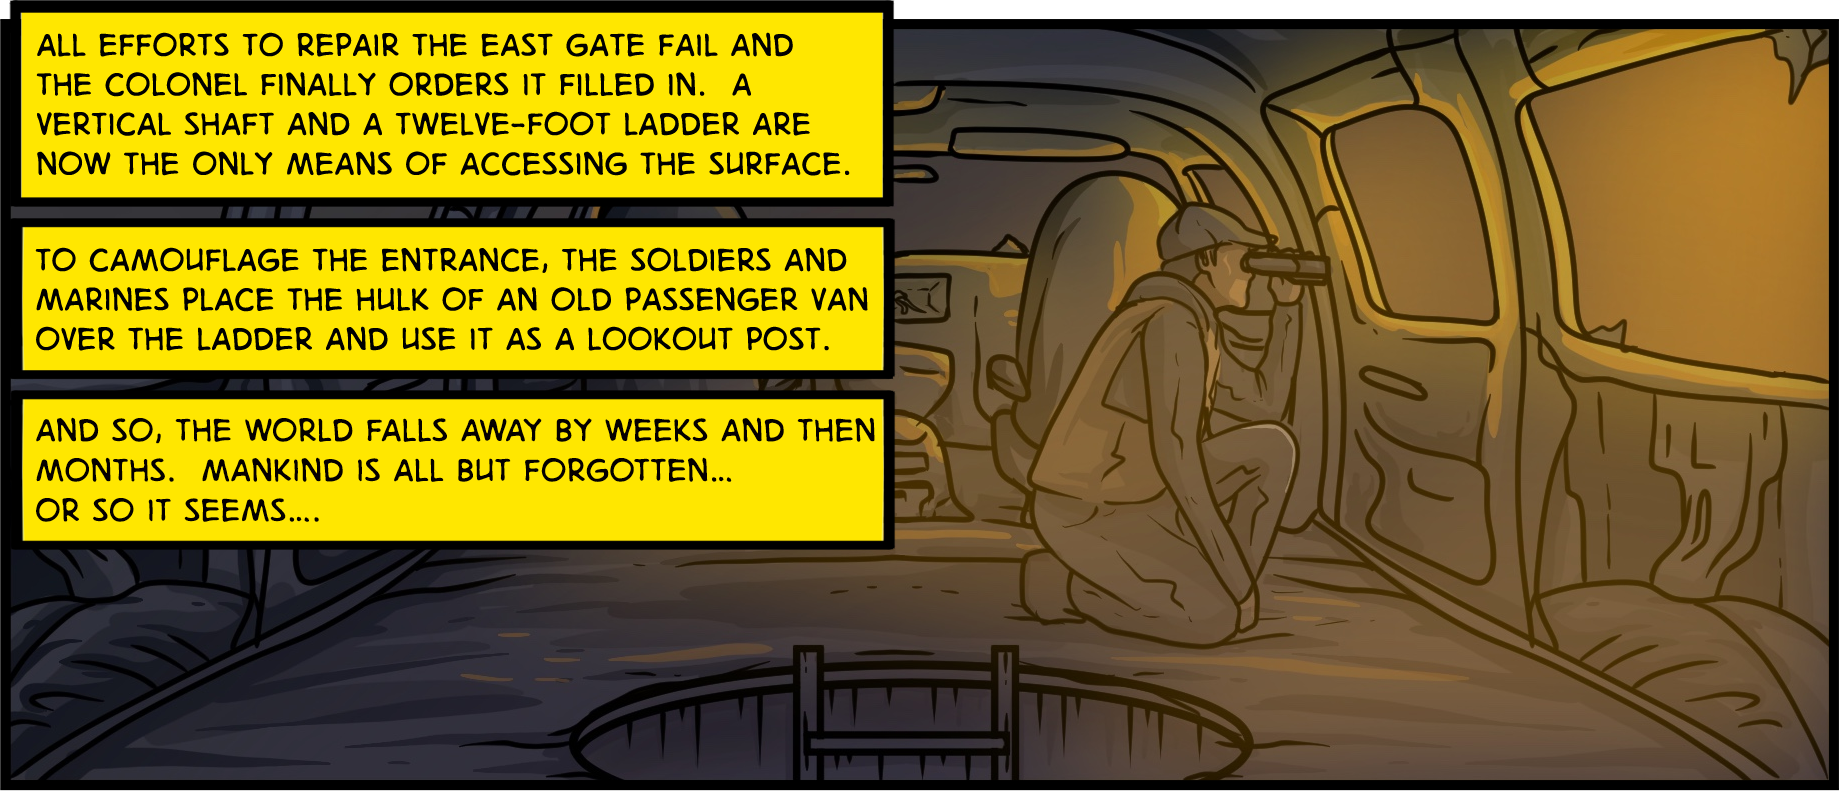 ALL EFFORTS TO REPAIR THE EAST GATE FAIL AND
THE COLONEL FINALLY ORDERS IT FILLED IN.  A
VERTICAL SHAFT AND A TWELVE-FOOT LADDER ARE
NOW THE ONLY MEANS OF ACCESSING THE SURFACE.
TO CAMOUFLAGE THE ENTRANCE, THE SOLDIERS AND
MARINES PLACE THE HULK OF AN OLD PASSENGER VAN
OVER THE LADDER AND USE IT AS A LOOKOUT POST.
AND SO, THE WORLD FALLS AWAY BY WEEKS AND THEN
MONTHS.  MANKIND IS ALL BUT FORGOTTEN...
OR SO IT SEEMS....